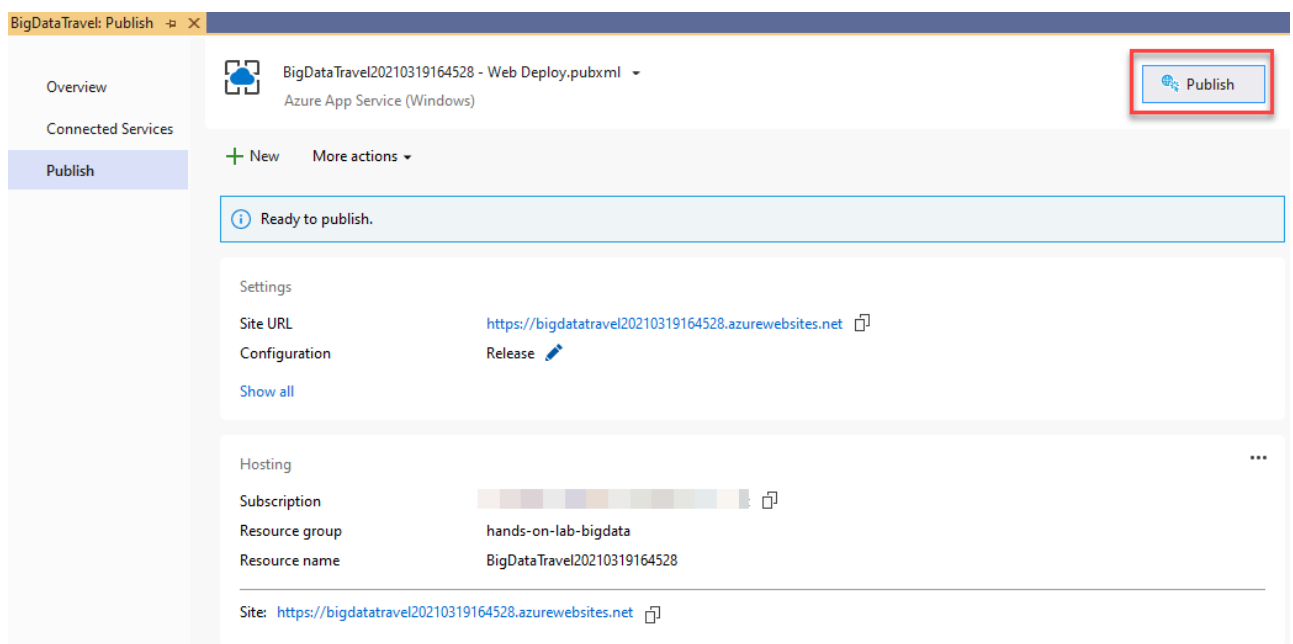 BigDataTravel: Publish
Overview
Connected Services
Publish
BigDataTravel20210319164528 - Web Deploy.pubxml
Azure App Service (Windows)
Publish
New
More actions
Ready to publish.
Settings
Site URL https://bigdatatravel20210319164528.azurewebsites.net
Configuration Release
Show all
Hosting
Subscription
Resource group hands-on-lab-bigdata
Resource name BigDataTravel20210319164528
Site: https://bigdatatravel20210319164528.azurewebsites.net